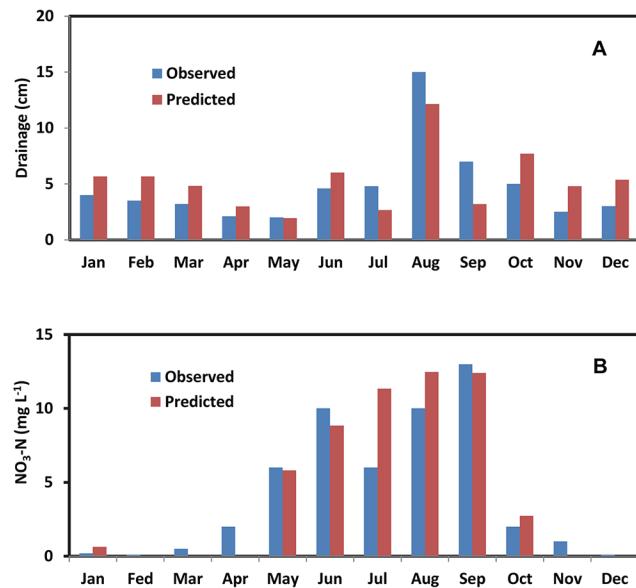 20
A
Observed
15
Predicted
Drainage (cm)
10
5
0
Jan Feb Mar Apr May Jun Jul Aug Sep Oct Nov Dec
15
B
Observed
Predicted
NO3-N (mg L-1)
10
5
0
Jan Feb Mar Apr May Jun Jul Aug Sep Oct Nov Dec